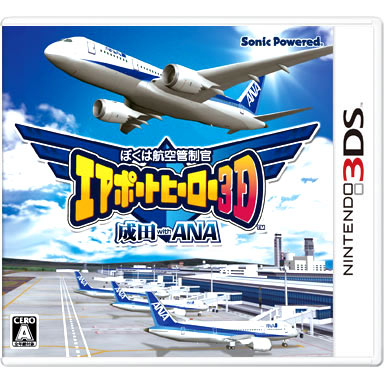 Sonic Powered
ANA
ぼくは航空管制官
エアポートヒーロー3D
成田 with ANA
TM
NINTENDO 3DS
CERO
A